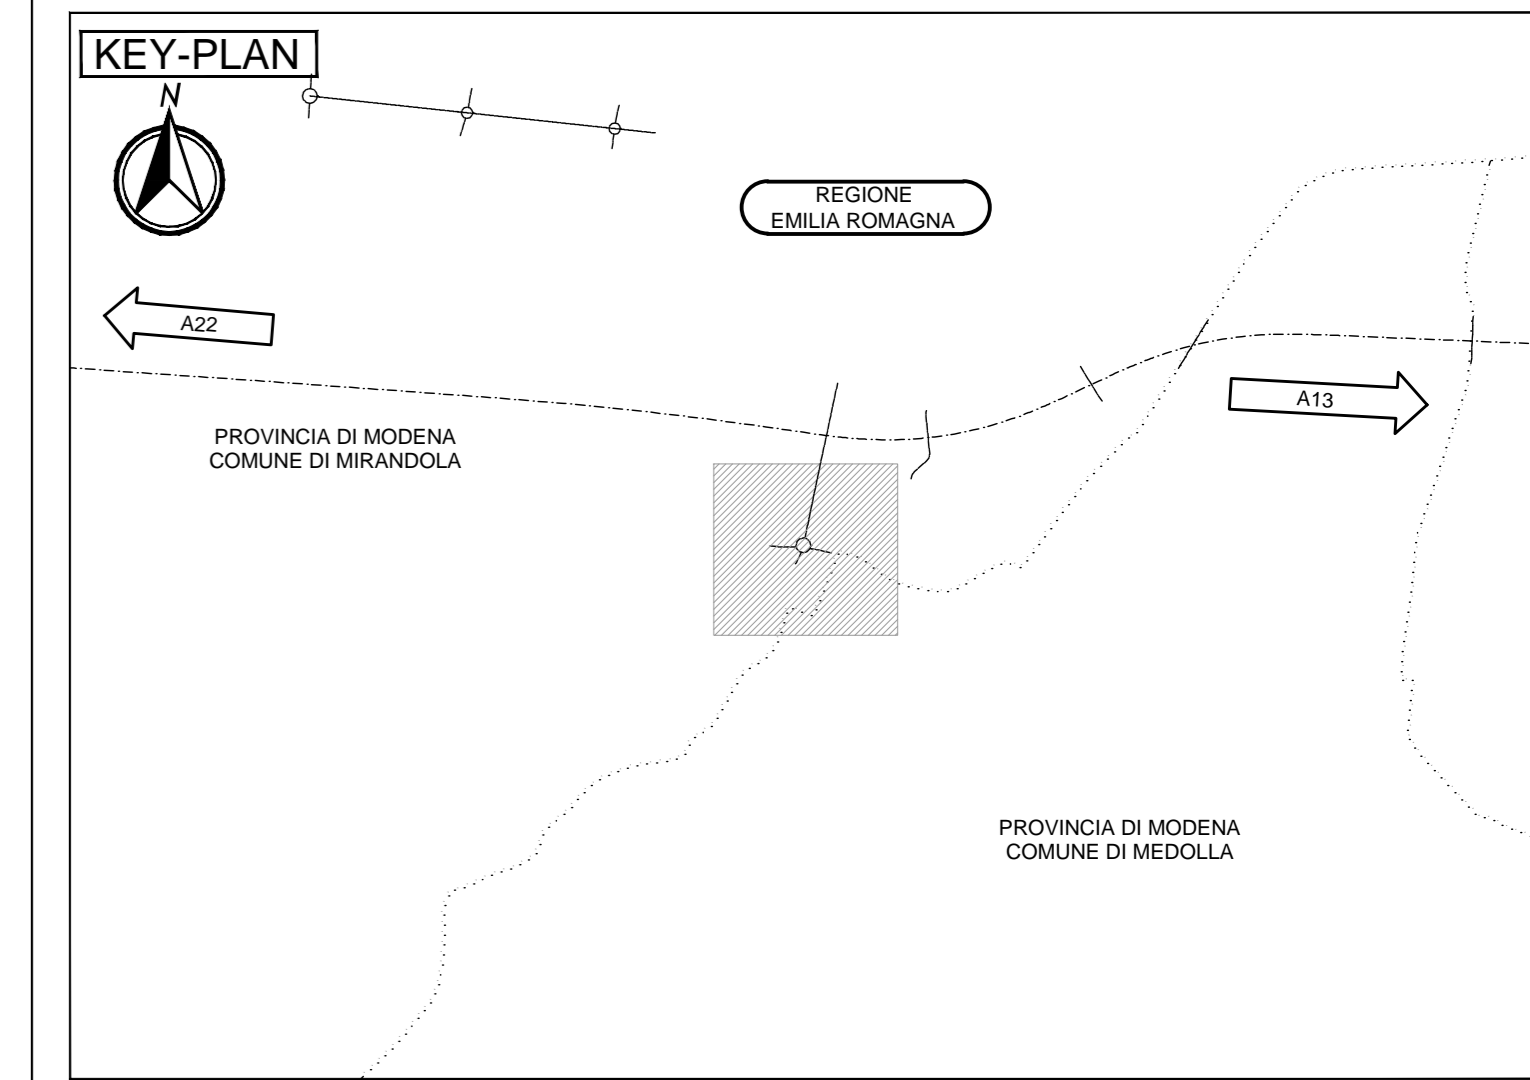 KEY-PLAN
N
REGIONE
EMILIA ROMAGNA
A22
A13
PROVINCIA DI MODENA
COMUNE DI MIRANDOLA
PROVINCIA DI MODENA
COMUNE DI MEDOLLA